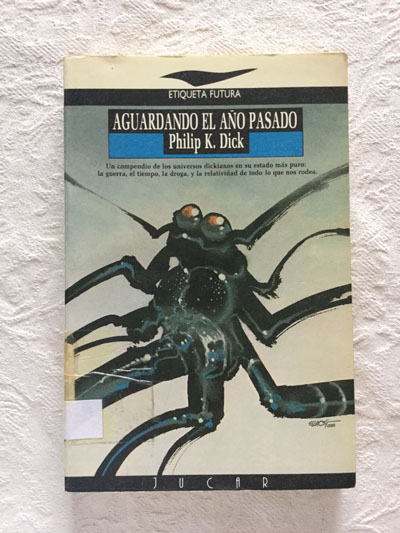 ETIQUETA FUTURA
AGUARDANDO EL AÑO PASADO
Philip K. Dick
Un compendio de los universos dickianos en su estado más puro:
la guerra, el tiempo, la droga, y la relatividad de todo lo que nos rodea.
JUCAR